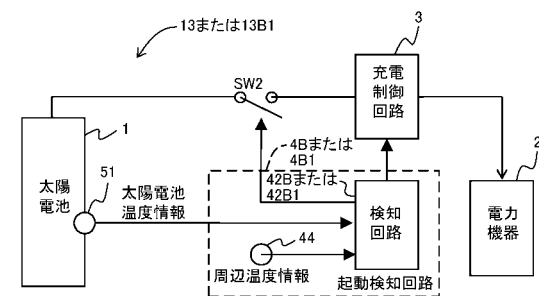 13または13B1
3
充電
制御
回路
SW2
1
太陽
電池
51
太陽電池
温度情報
4Bまたは
4B1
42Bまたは
42B1
検知
回路
44
周辺温度情報
起動検知回路
2
電力
機器